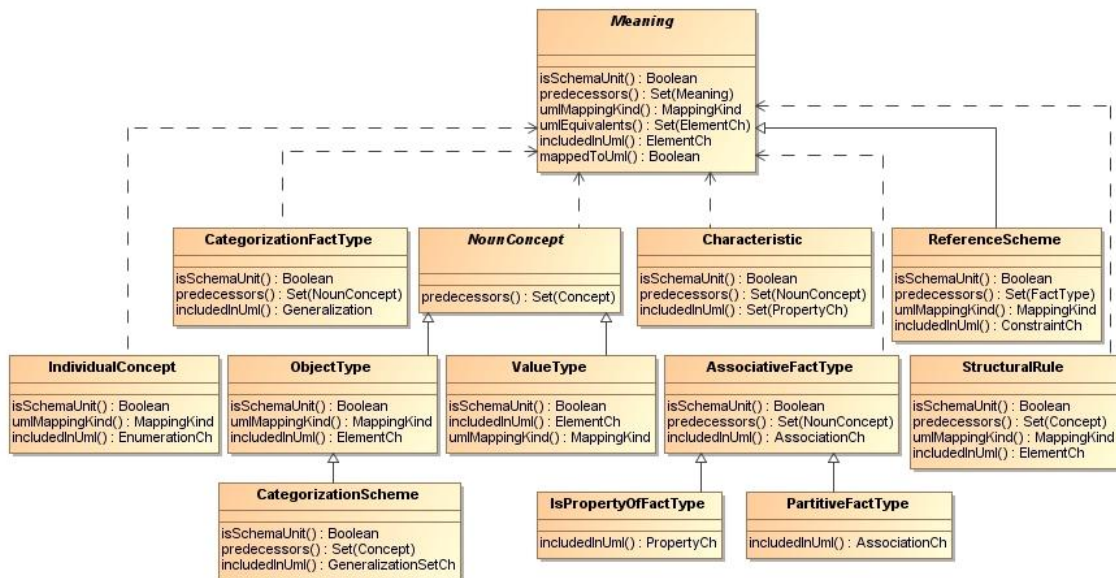 Meaning
isSchemaUnit() : Boolean
predecessors() : Set(Meaning)
umlMappingKind() : MappingKind
umlEquivalents() : Set(ElementCh)
includedInUml() : ElementCh
mappedToUml() : Boolean
CategorizationFactType
isSchemaUnit() : Boolean
predecessors() : Set(NounConcept)
includedInUml() : Generalization
NounConcept
predecessors() : Set(Concept)
Characteristic
isSchemaUnit() : Boolean
predecessors() : Set(NounConcept)
includedInUml() : Set(PropertyCh)
ReferenceScheme
isSchemaUnit() : Boolean
predecessors() : Set(FactType)
umlMappingKind() : MappingKind
includedInUml() : ConstraintCh
IndividualConcept
isSchemaUnit() : Boolean
umlMappingKind() : MappingKind
includedInUml() : EnumerationCh
ObjectType
isSchemaUnit() : Boolean
umlMappingKind() : MappingKind
includedInUml() : ElementCh
ValueType
isSchemaUnit() : Boolean
includedInUml() : ElementCh
umlMappingKind() : MappingKind
AssociativeFactType
isSchemaUnit() : Boolean
predecessors() : Set(NounConcept)
includedInUml() : AssociationCh
StructuralRule
isSchemaUnit() : Boolean
predecessors() : Set(Concept)
umlMappingKind() : MappingKind
includedInUml() : ElementCh
CategorizationScheme
isSchemaUnit() : Boolean
predecessors() : Set(Concept)
includedInUml() : GeneralizationSetCh
IsPropertyOfFactType
includedInUml() : PropertyCh
PartitiveFactType
includedInUml() : AssociationCh